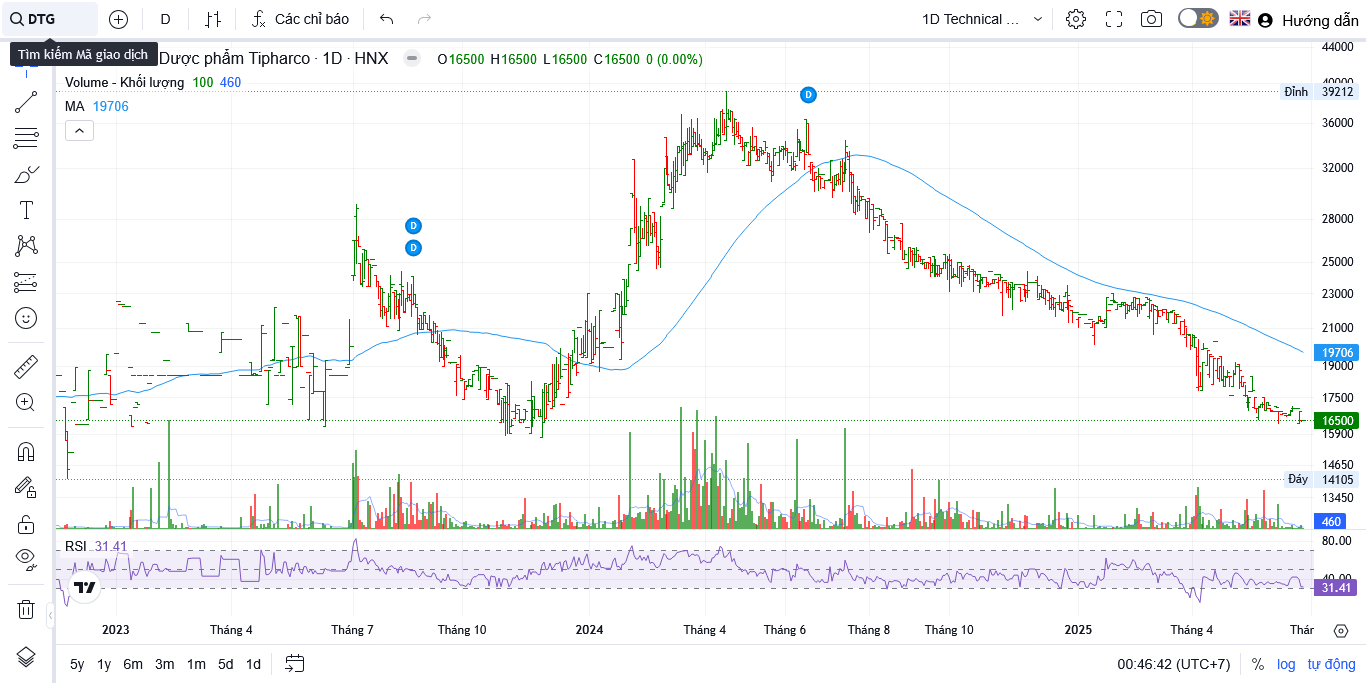 DTG
D
Các chỉ báo
1D Technical ...
Hướng dẫn
Tìm kiếm Mã giao dịch
Dược phẩm Tipharco · 1D · HNX
O16500 H16500 L16500 C16500 0 (0.00%)
Volume - Khối lượng 100 460
MA 19706
D
D
D
44000
40000
Đỉnh 39212
36000
32000
28000
25000
23000
21000
19706
19000
17500
16500
15900
14650
Đáy 14105
13450
460
RSI 31.41
80.00
40.00
31.41
2023 Tháng 4 Tháng 7 Tháng 10 2024 Tháng 4 Tháng 6 Tháng 8 Tháng 10 2025 Tháng 4 Thár
5y 1y 6m 3m 1m 5d 1d
00:46:42 (UTC+7) % log tự động